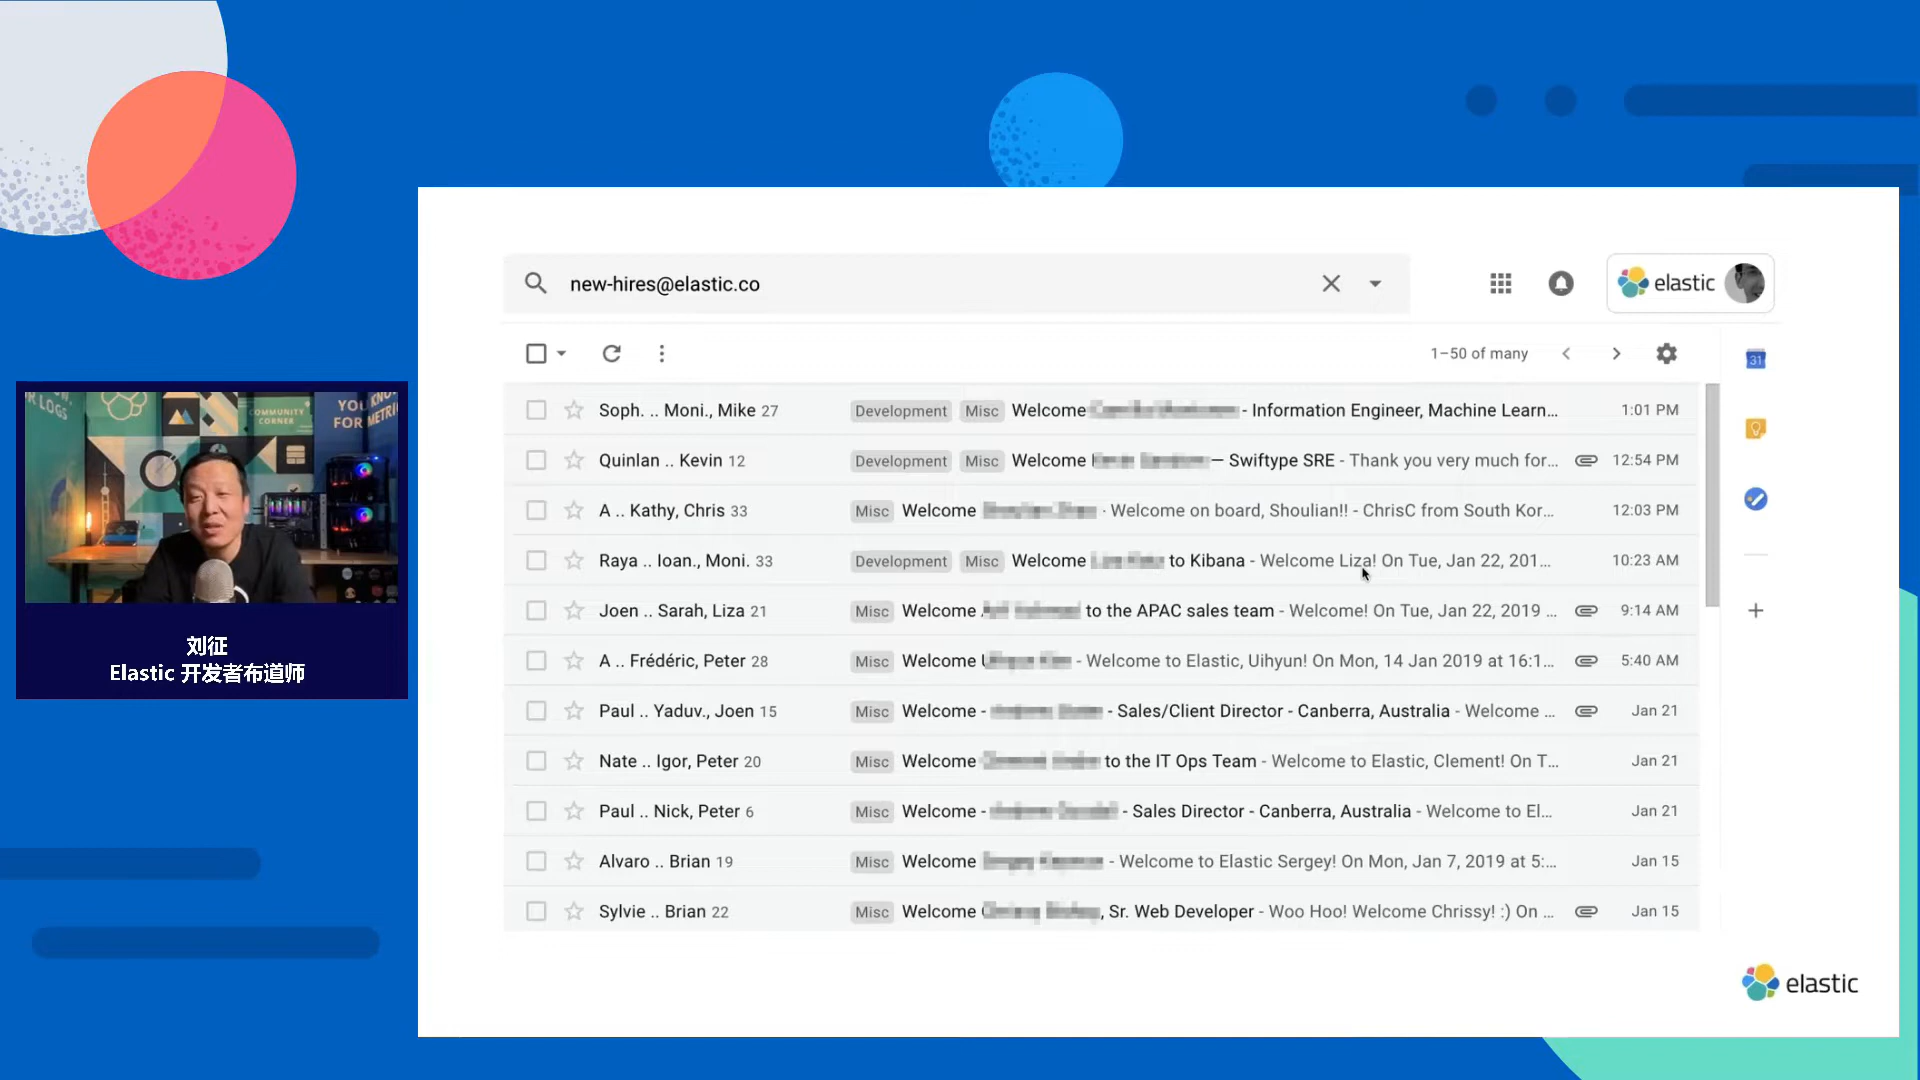 new-hires@elastic.co
elastic
1–50 of many
31
Soph. .. Moni., Mike 27 Development Misc Welcome - Information Engineer, Machine Learn... 1:01 PM
Quinlan .. Kevin 12 Development Misc Welcome — Swiftype SRE - Thank you very much for... 12:54 PM
A .. Kathy, Chris 33 Misc Welcome · Welcome on board, Shoulian!! - ChrisC from South Kor... 12:03 PM
Raya .. Ioan., Moni. 33 Development Misc Welcome to Kibana - Welcome Liza! On Tue, Jan 22, 201... 10:23 AM
Joen .. Sarah, Liza 21 Misc Welcome to the APAC sales team - Welcome! On Tue, Jan 22, 2019 ... 9:14 AM
A .. Frédéric, Peter 28 Misc Welcome - Welcome to Elastic, Uihyun! On Mon, 14 Jan 2019 at 16:1... 5:40 AM
Paul .. Yaduv., Joen 15 Misc Welcome - - Sales/Client Director - Canberra, Australia - Welcome ... Jan 21
Nate .. Igor, Peter 20 Misc Welcome to the IT Ops Team - Welcome to Elastic, Clement! On T... Jan 21
Paul .. Nick, Peter 6 Misc Welcome - - Sales Director - Canberra, Australia - Welcome to El... Jan 21
Alvaro .. Brian 19 Misc Welcome - Welcome to Elastic Sergey! On Mon, Jan 7, 2019 at 5:... Jan 15
Sylvie .. Brian 22 Misc Welcome , Sr. Web Developer - Woo Hoo! Welcome Chrissy! :) On ... Jan 15
elastic
LOGS
COMMUNITY
CORNER
YOU KNOW
FOR METRIC
刘征
Elastic 开发者布道师